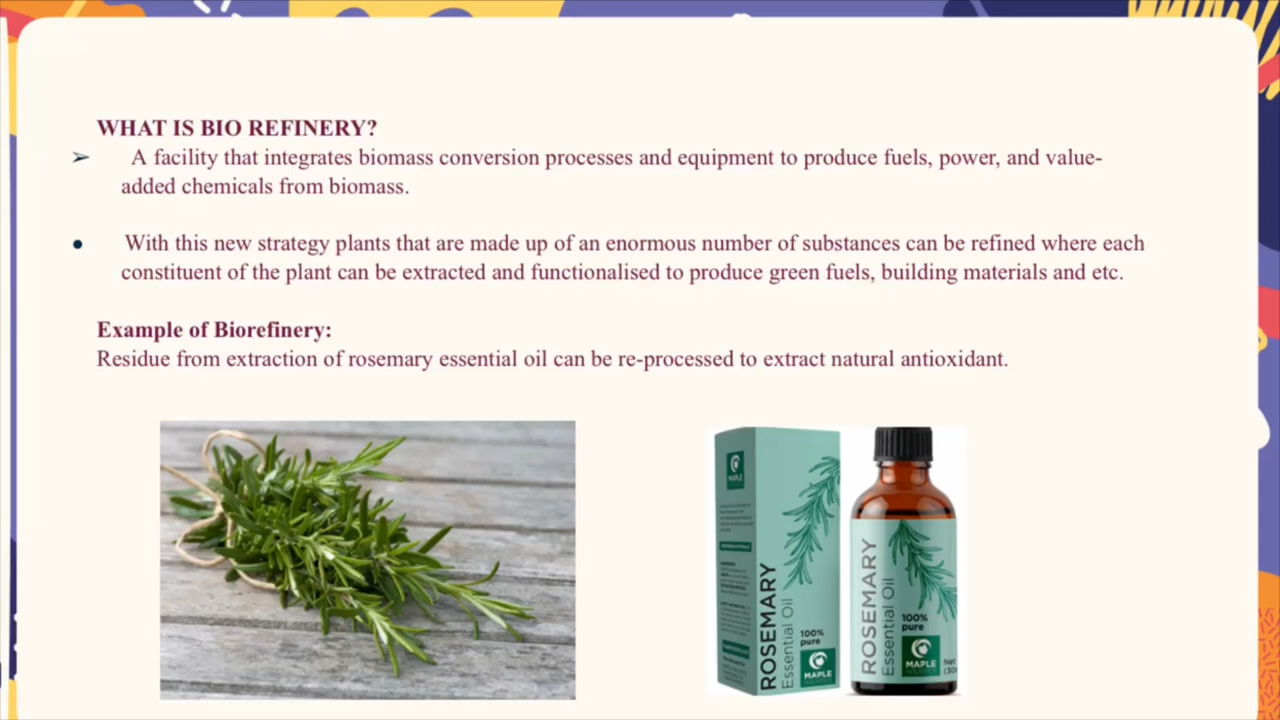 WHAT IS BIO REFINERY?
➢ A facility that integrates biomass conversion processes and equipment to produce fuels, power, and value-
added chemicals from biomass.
● With this new strategy plants that are made up of an enormous number of substances can be refined where each
constituent of the plant can be extracted and functionalised to produce green fuels, building materials and etc.
Example of Biorefinery:
Residue from extraction of rosemary essential oil can be re-processed to extract natural antioxidant.
MAPLE
ROSEMARY
Essential Oil
100%
pure
MAPLE
ROSEMARY
Essential Oil
100%
pure
MAPLE
Net